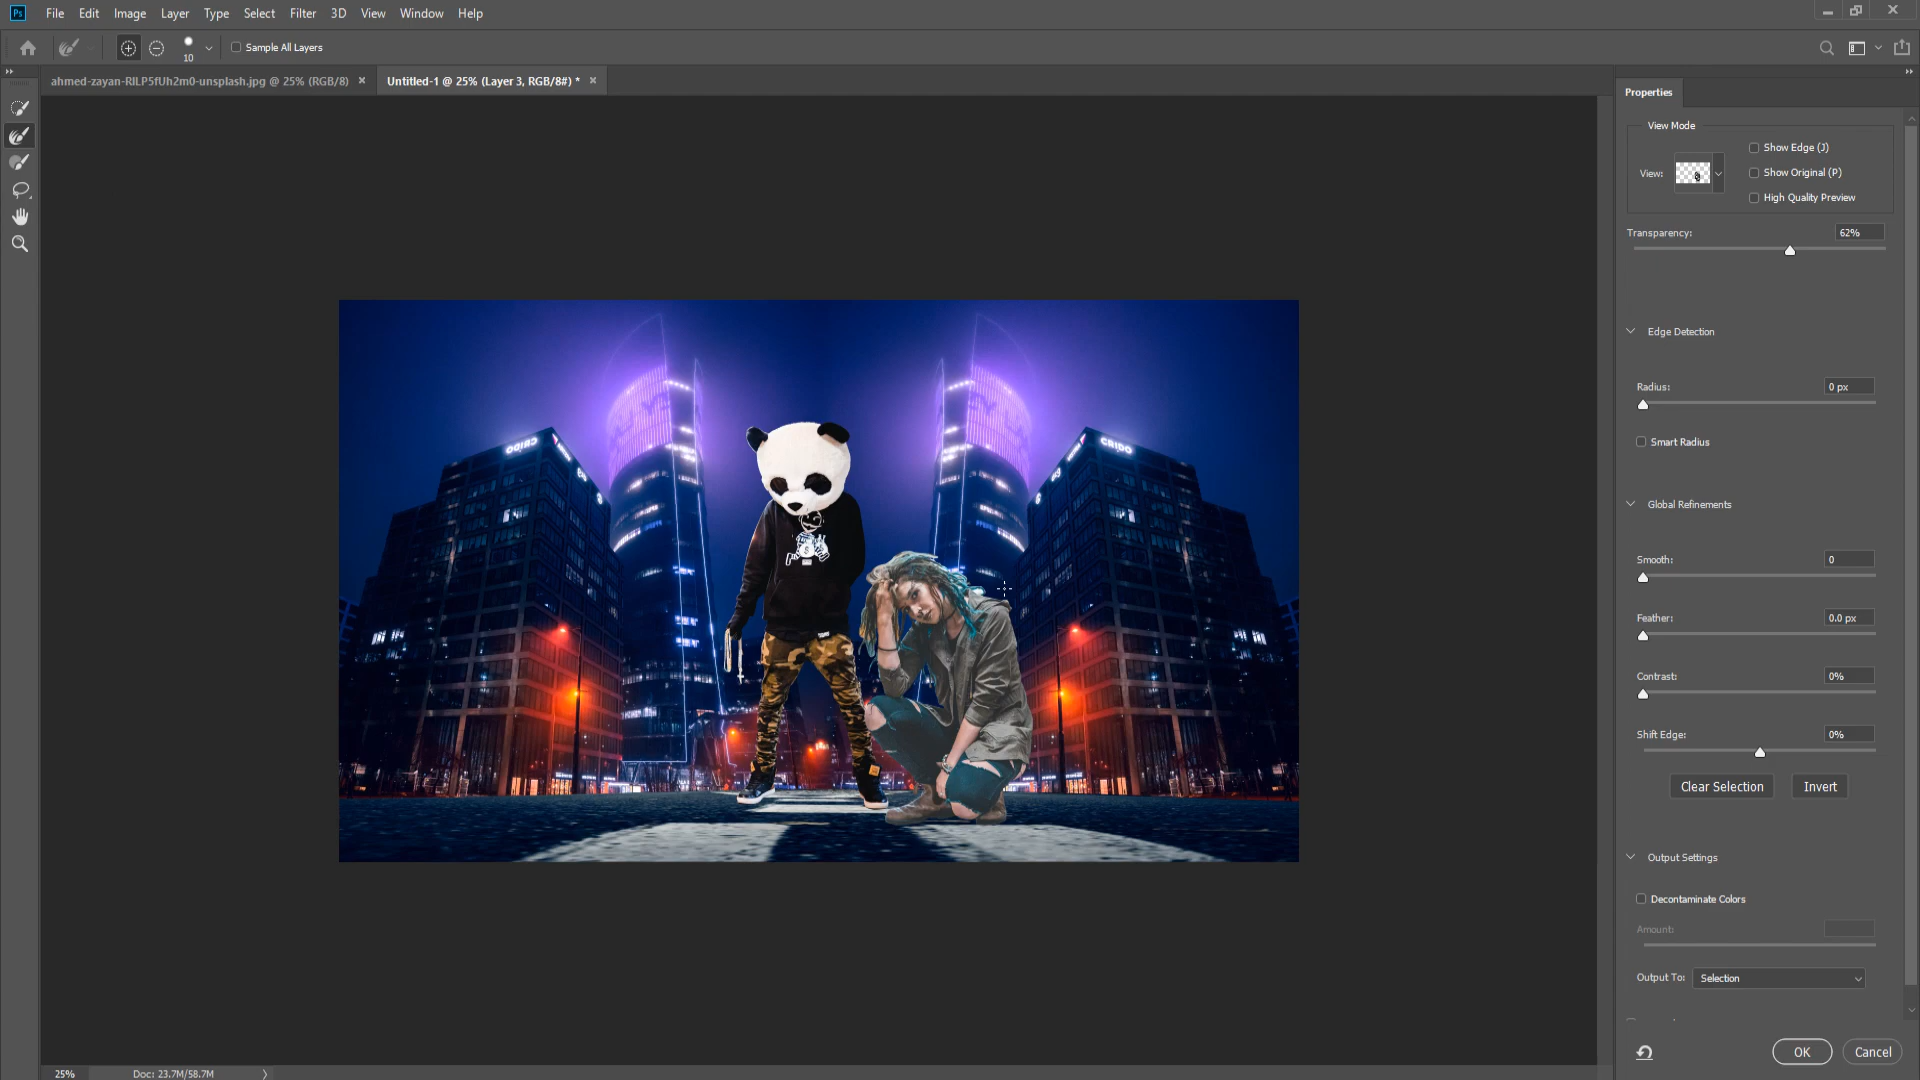 Ps File Edit Image Layer Type Select Filter 3D View Window Help
10 Sample All Layers
ahmed-zayan-RlLP5fUh2m0-unsplash.jpg @ 25% (RGB/8) Untitled-1 @ 25% (Layer 3, RGB/8#) *
Properties
View Mode
View:
Show Edge (J)
Show Original (P)
High Quality Preview
Transparency: 62%
Edge Detection
Radius: 0 px
Smart Radius
Global Refinements
Smooth: 0
Feather: 0.0 px
Contrast: 0%
Shift Edge: 0%
Clear Selection Invert
Output Settings
Decontaminate Colors
Amount:
Output To: Selection
OK Cancel
CRIDO
25% Doc: 23.7M/58.7M